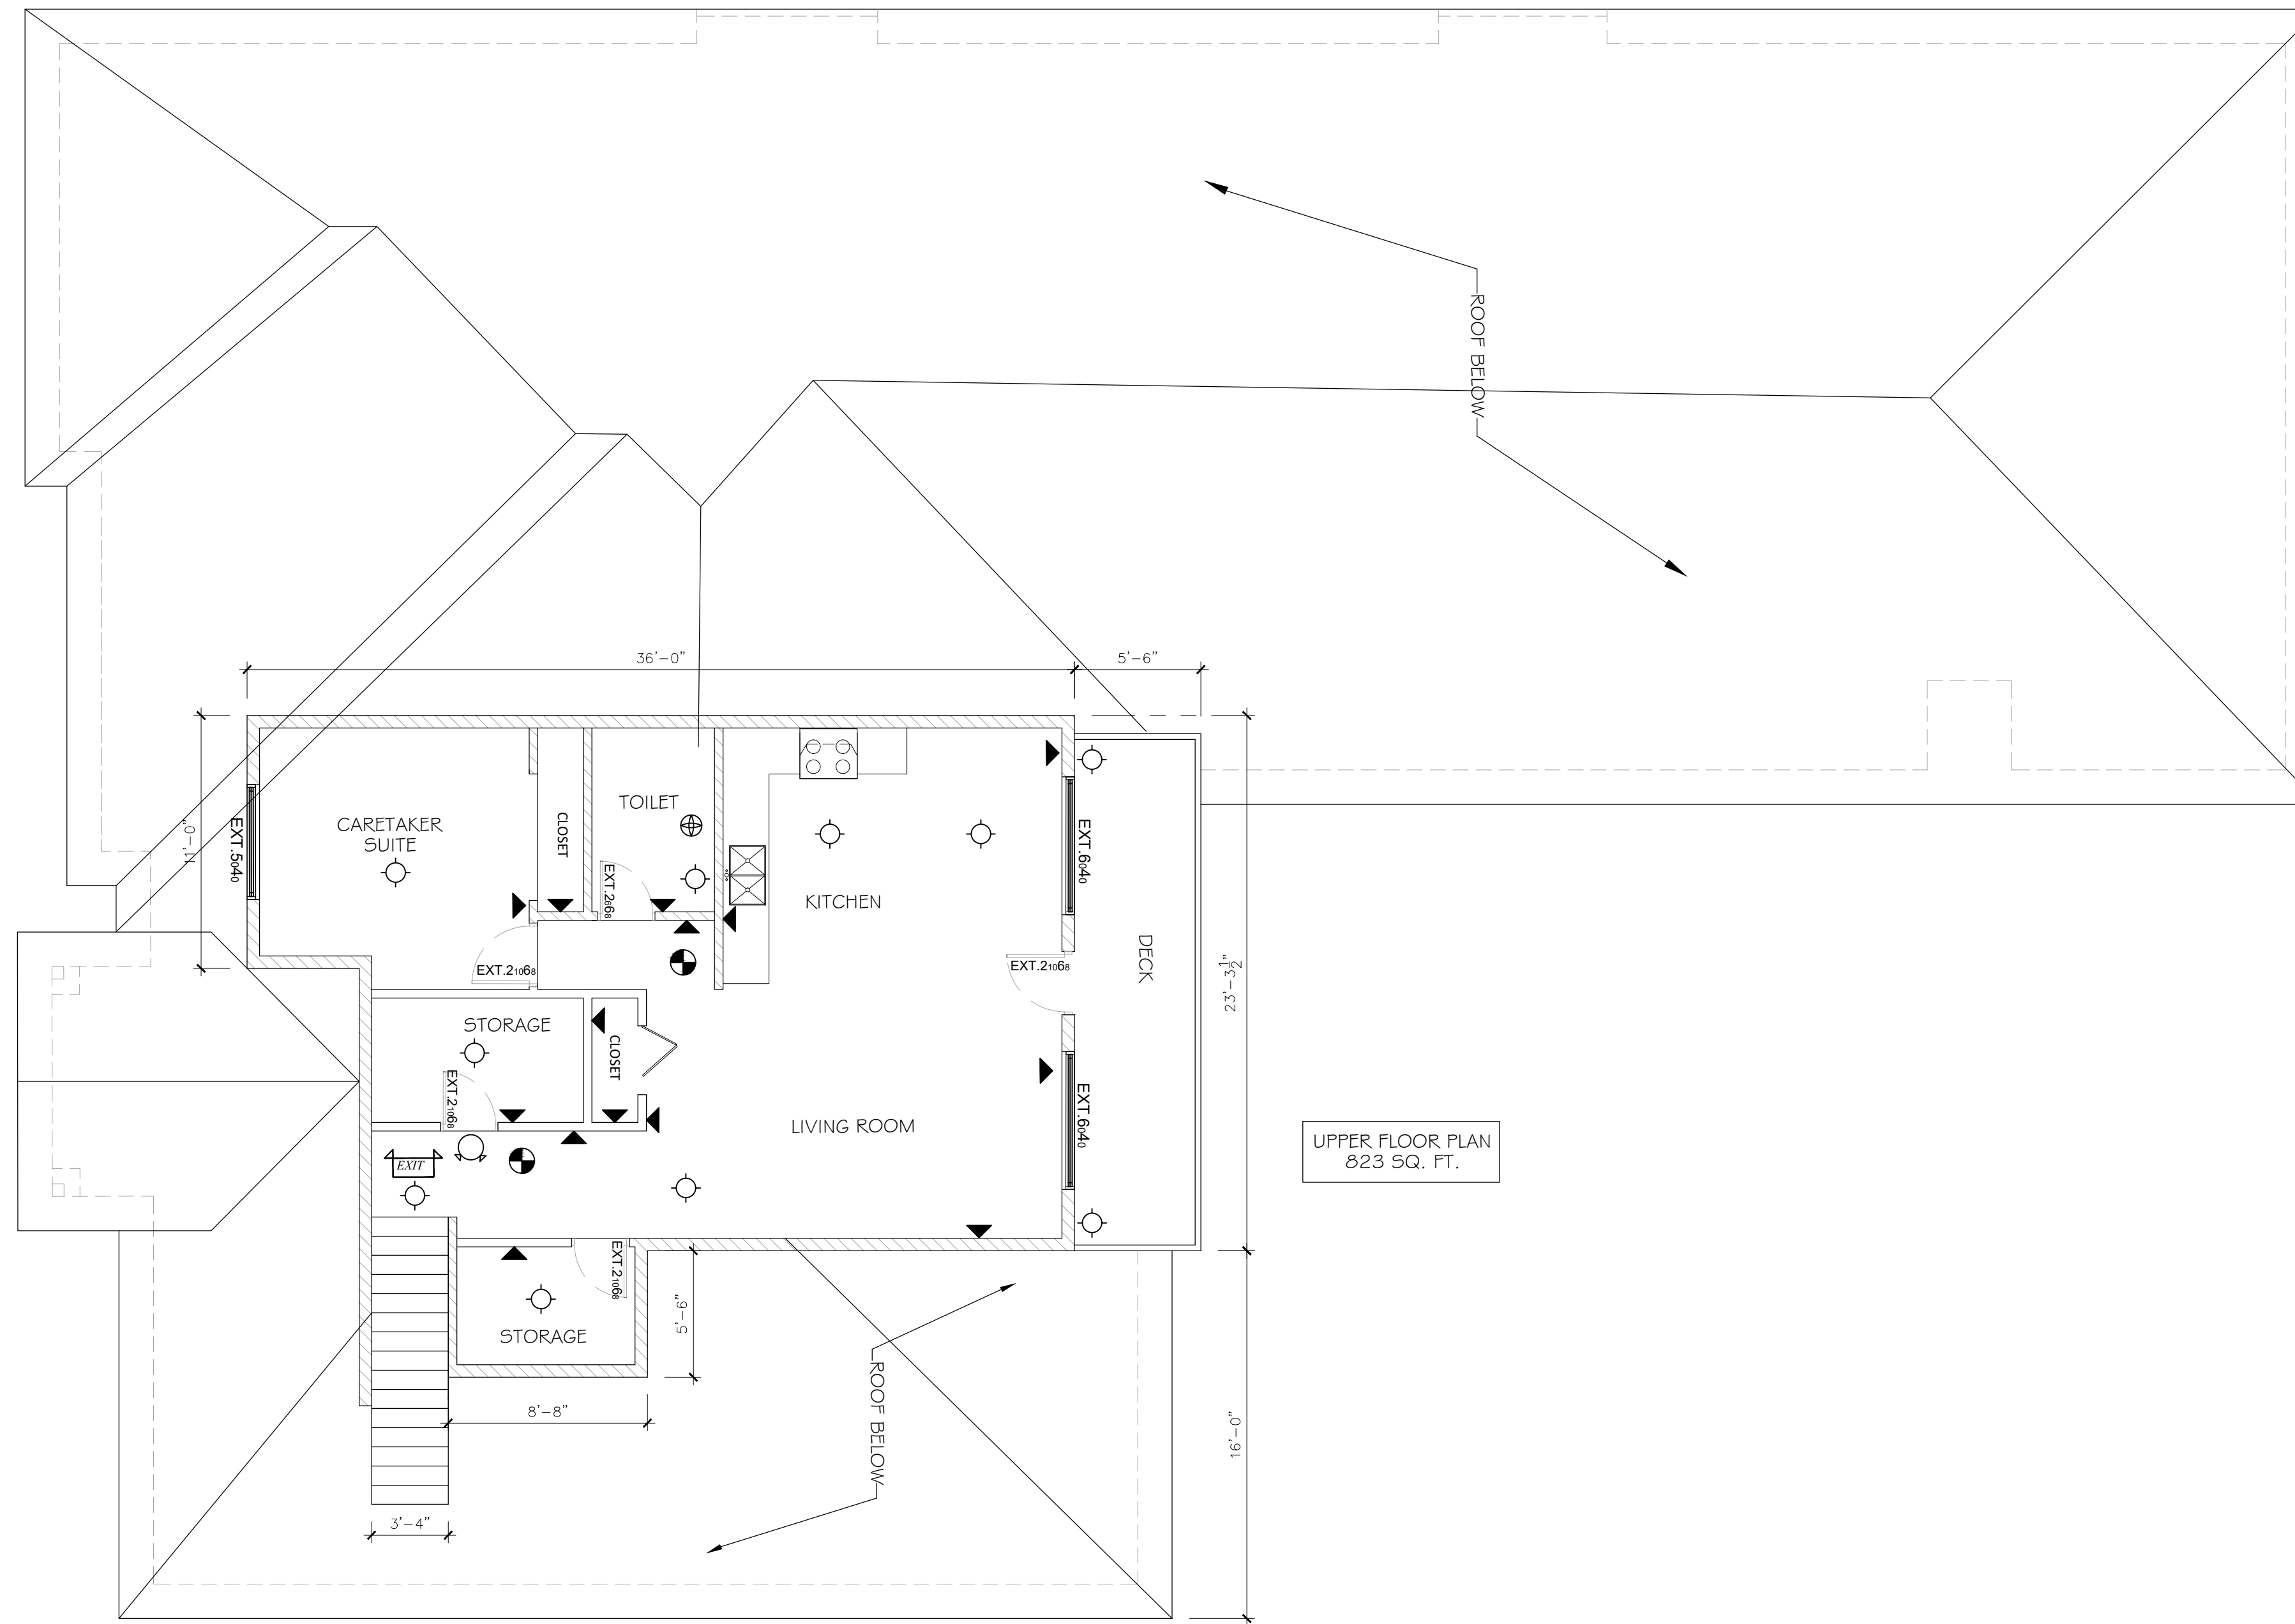 ROOF BELOW
36'-0"
5'-6"
11'-0"
EXT.5040
CARETAKER
SUITE
CLOSET
TOILET
EXT.2668
KITCHEN
EXT.6040
DECK
23'-3 1/2"
EXT.21068
EXT.21068
STORAGE
CLOSET
EXT.21068
LIVING ROOM
EXT.6040
EXIT
UPPER FLOOR PLAN
823 SQ. FT.
EXT.21068
STORAGE
5'-6"
8'-8"
ROOF BELOW
16'-0"
3'-4"